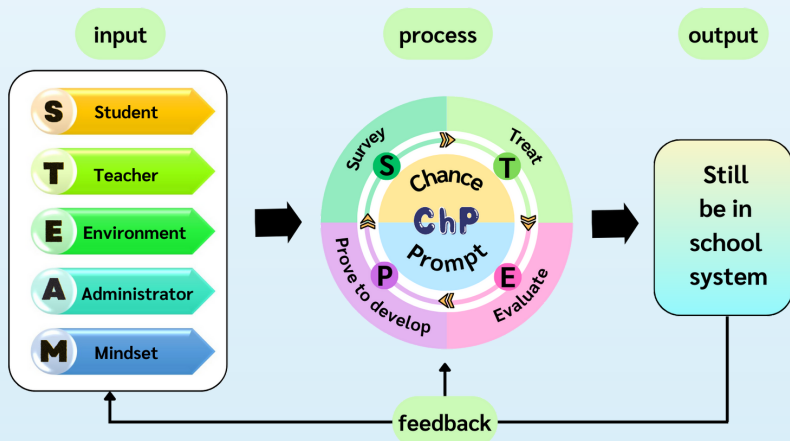 input
process
output
S Student
T Teacher
E Environment
A Administrator
M Mindset
S Survey
T Treat
E Evaluate
P Prove to develop
Chance
ChP
Prompt
Still
be in
school
system
feedback